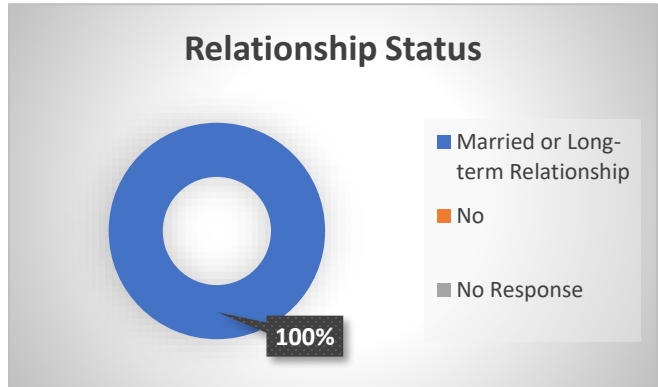 Relationship Status
Married or Long-
term Relationship
No
No Response
100%